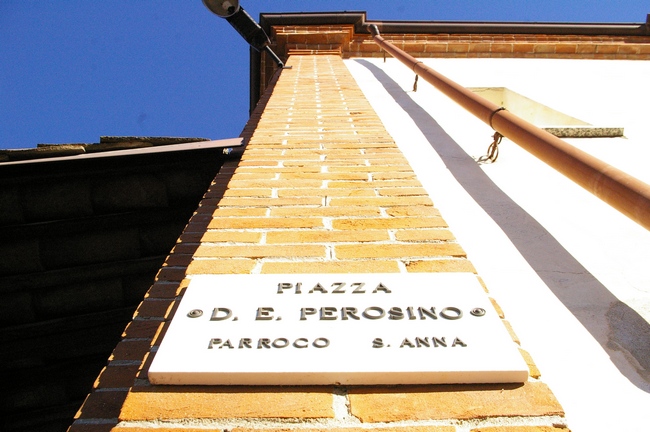 PIAZZA
D. E. PEROSINO
PARROCO S. ANNA